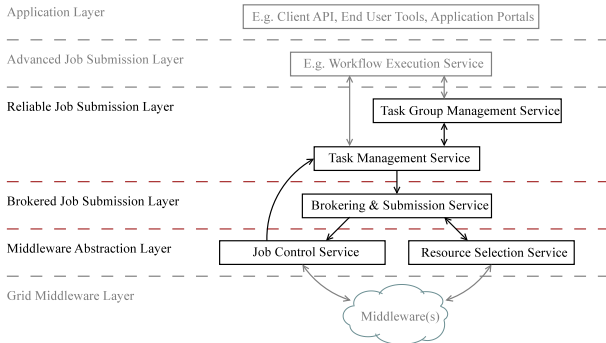 Application Layer
E.g. Client API, End User Tools, Application Portals
Advanced Job Submission Layer
E.g. Workflow Execution Service
Reliable Job Submission Layer
Task Group Management Service
Task Management Service
Brokered Job Submission Layer
Brokering & Submission Service
Middleware Abstraction Layer
Job Control Service
Resource Selection Service
Grid Middleware Layer
Middleware(s)